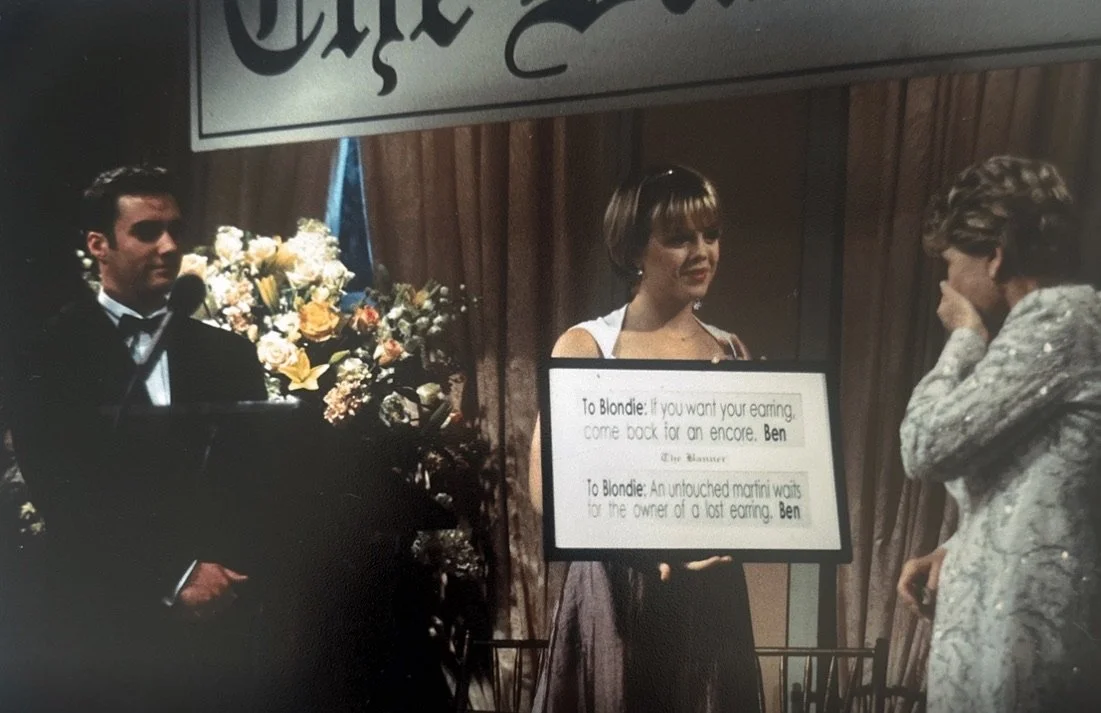 The
To Blondie: If you want your earring,
come back for an encore. Ben
The Banner
To Blondie: An untouched martini waits
for the owner of a lost earring. Ben